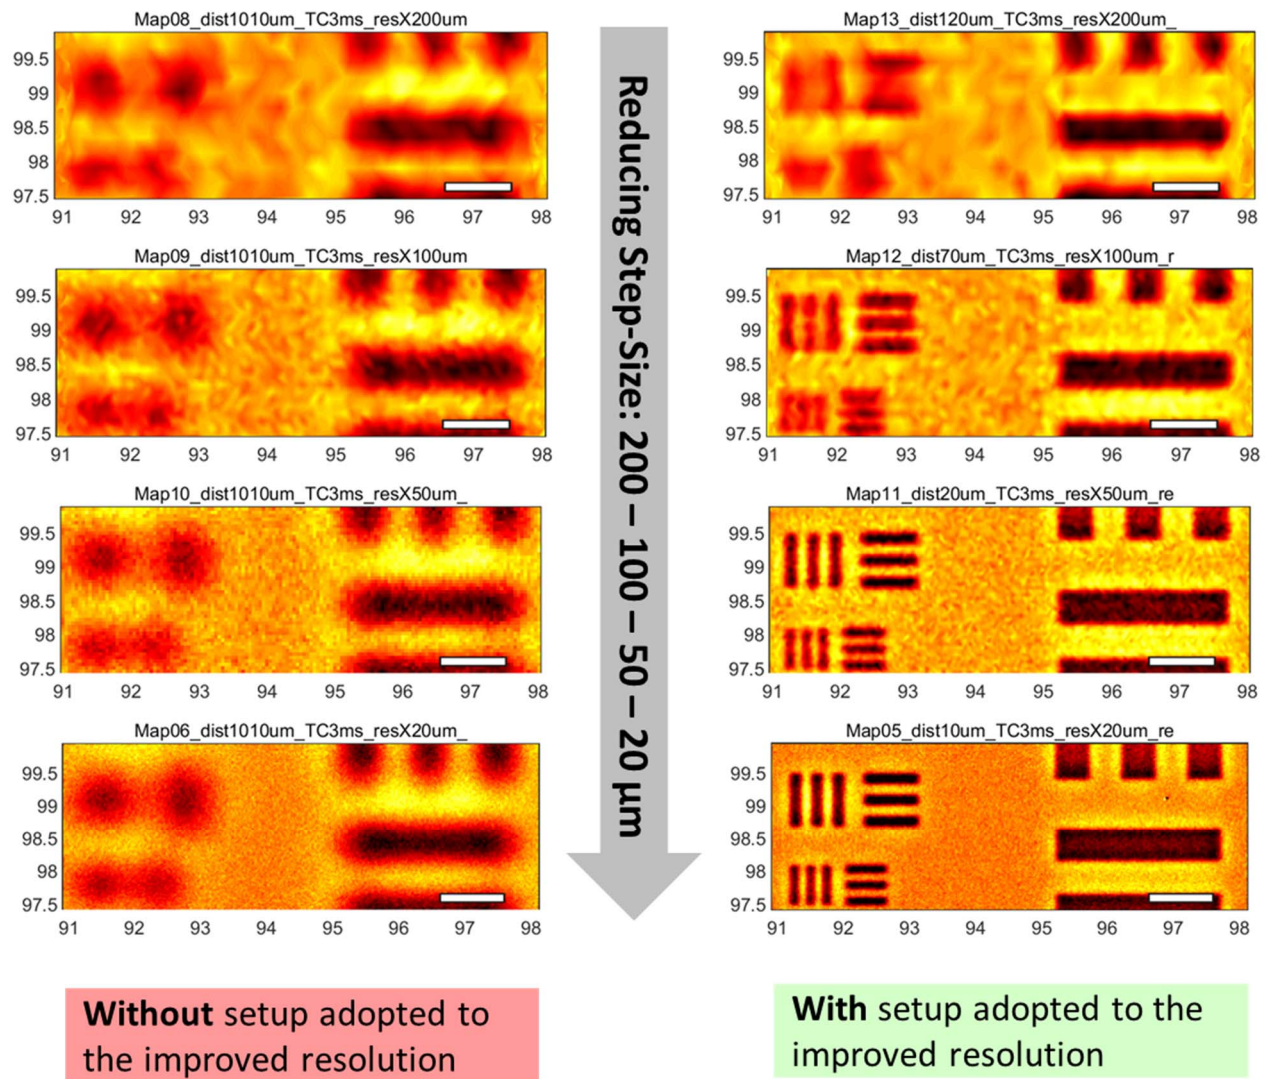 Map08_dist1010um_TC3ms_resX200um
99.5
99
98.5
98
97.5
91 92 93 94 95 96 97 98
Map13_dist120um_TC3ms_resX200um_
99.5
99
98.5
98
97.5
91 92 93 94 95 96 97 98
Map09_dist1010um_TC3ms_resX100um
99.5
99
98.5
98
97.5
91 92 93 94 95 96 97 98
Map12_dist70um_TC3ms_resX100um_r
99.5
99
98.5
98
97.5
91 92 93 94 95 96 97 98
Map10_dist1010um_TC3ms_resX50um_
99.5
99
98.5
98
97.5
91 92 93 94 95 96 97 98
Map11_dist20um_TC3ms_resX50um_re
99.5
99
98.5
98
97.5
91 92 93 94 95 96 97 98
Map06_dist1010um_TC3ms_resX20um_
99.5
99
98.5
98
97.5
91 92 93 94 95 96 97 98
Map05_dist10um_TC3ms_resX20um_re
99.5
99
98.5
98
97.5
91 92 93 94 95 96 97 98
Reducing Step-Size: 200 – 100 – 50 – 20 µm
Without setup adopted to
the improved resolution
With setup adopted to the
improved resolution